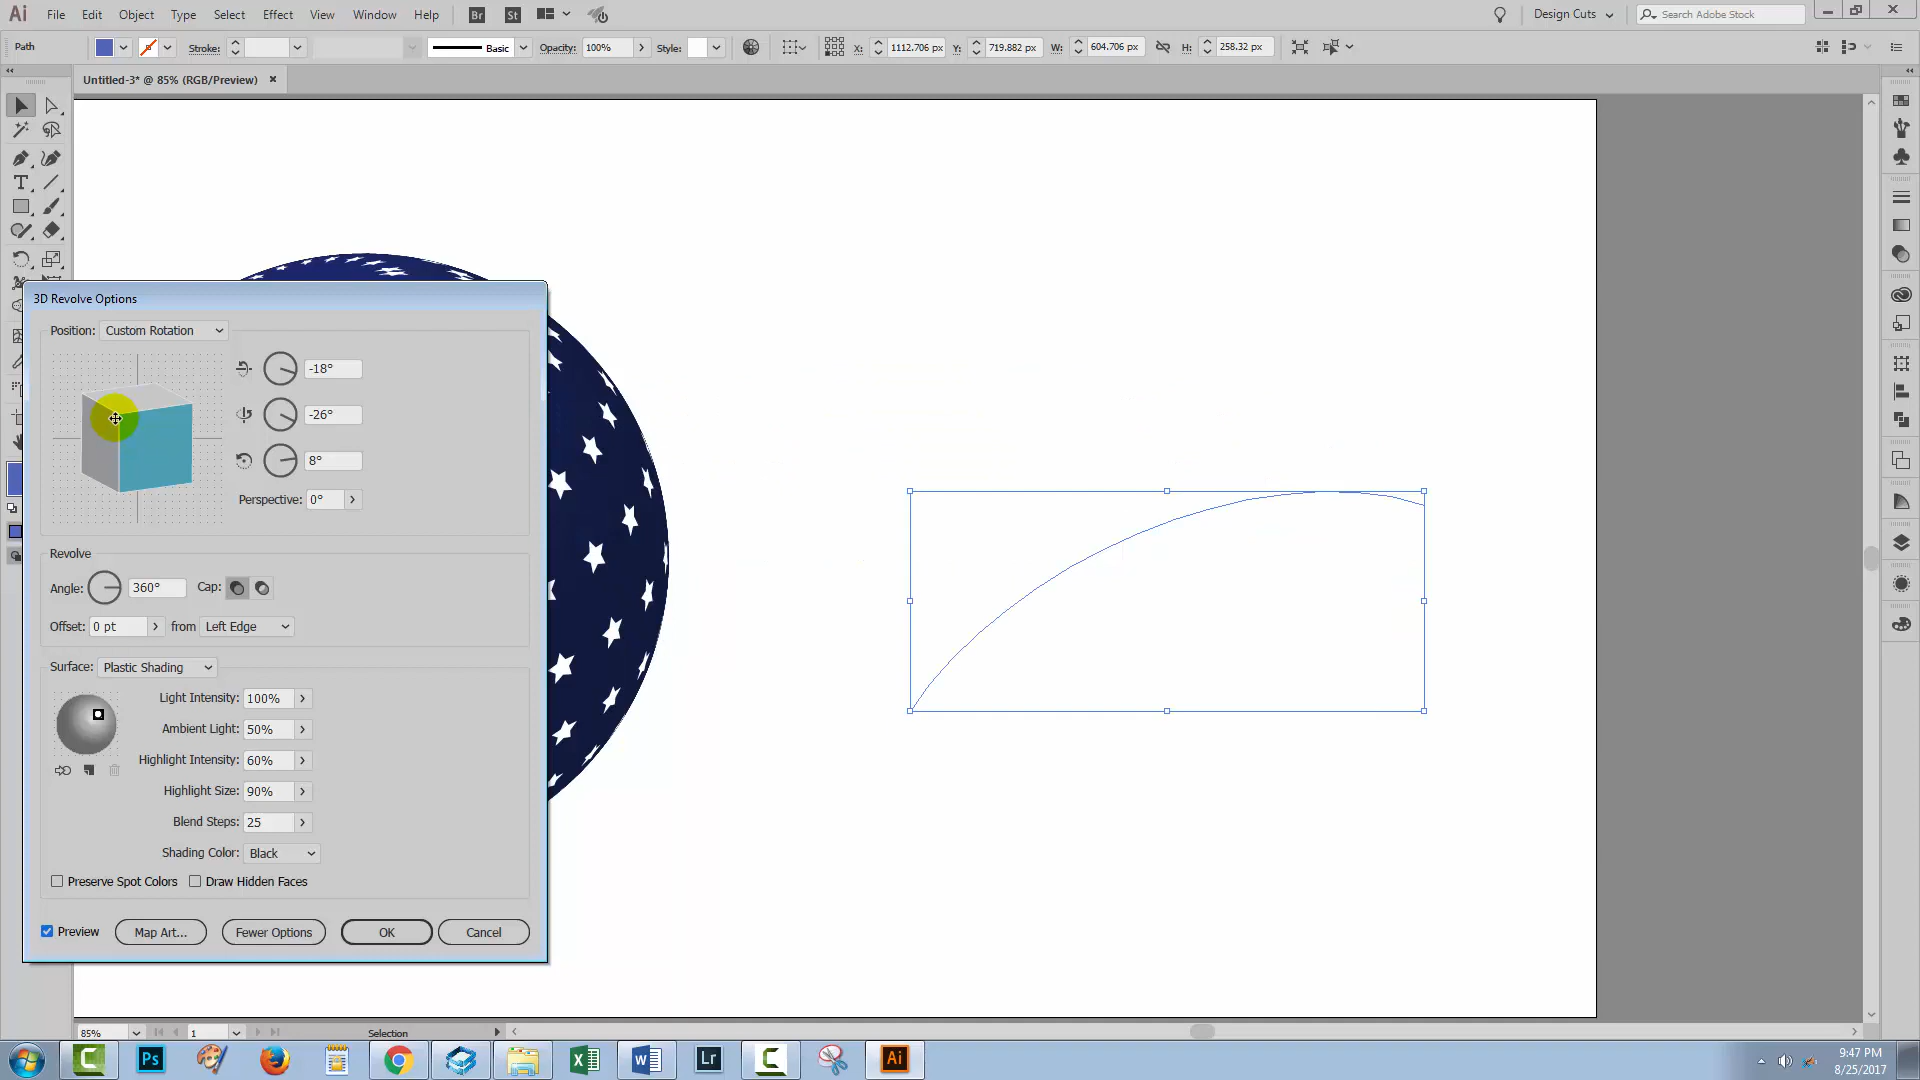 Ai File Edit Object Type Select Effect View Window Help Br St Design Cuts Search Adobe Stock
Path Stroke: Basic Opacity: 100% Style: X: 1112.706 px Y: 719.882 px W: 604.706 px H: 258.32 px
Untitled-3* @ 85% (RGB/Preview) ×
3D Revolve Options
Position: Custom Rotation
-18°
-26°
8°
Perspective: 0°
Revolve
Angle: 360° Cap:
Offset: 0 pt from Left Edge
Surface: Plastic Shading
Light Intensity: 100%
Ambient Light: 50%
Highlight Intensity: 60%
Highlight Size: 90%
Blend Steps: 25
Shading Color: Black
Preserve Spot Colors Draw Hidden Faces
Preview Map Art... Fewer Options OK Cancel
85% 1 Selection
Ps Lr Ai
9:47 PM
8/25/2017